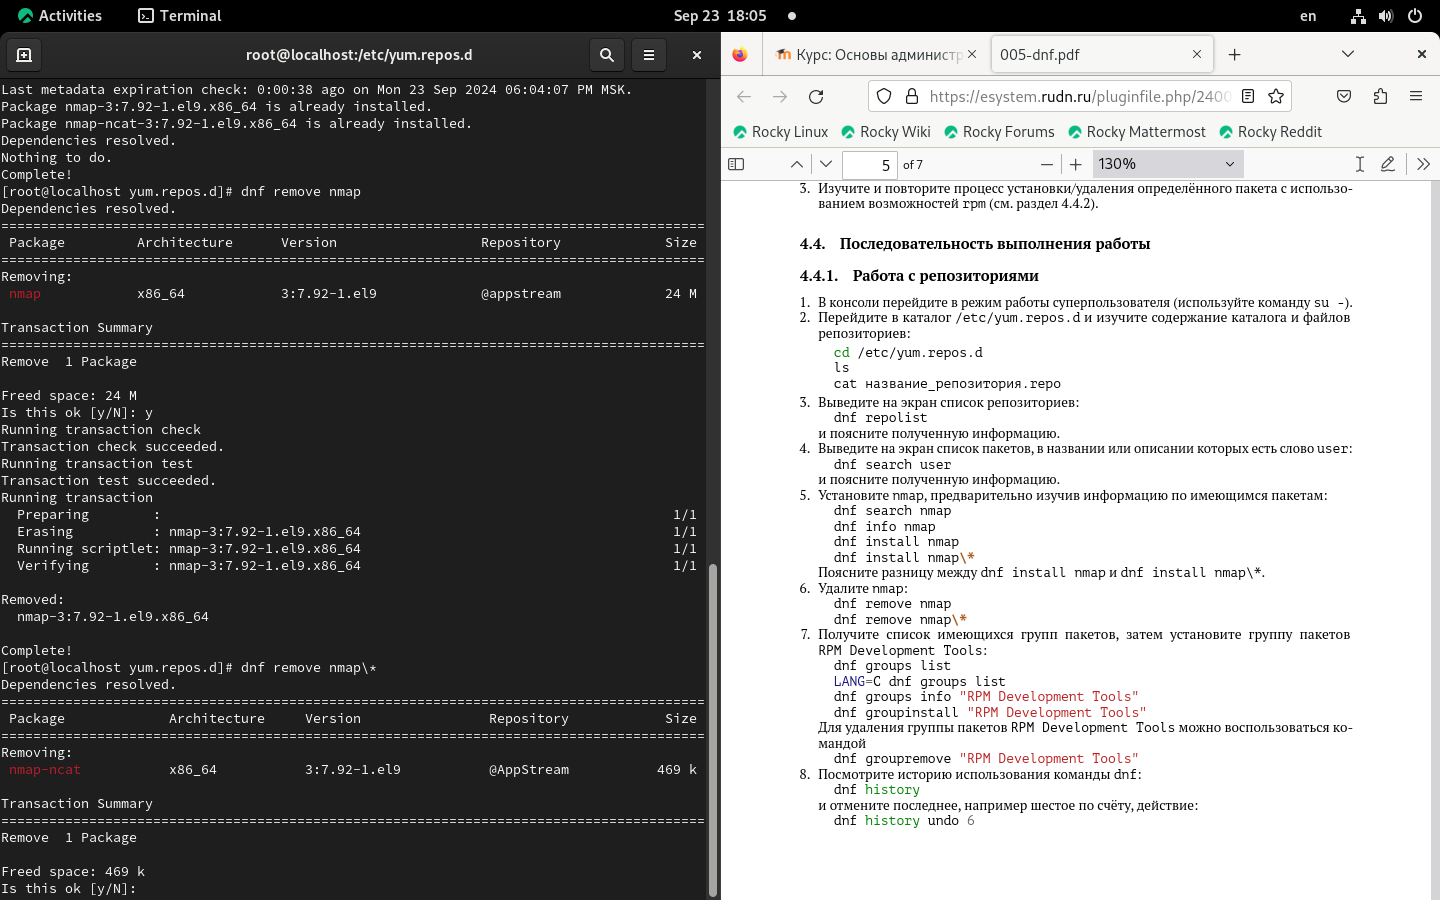 Activities
Terminal
Sep 23 18:05
en
root@localhost:/etc/yum.repos.d
Last metadata expiration check: 0:00:38 ago on Mon 23 Sep 2024 06:04:07 PM MSK.
Package nmap-3:7.92-1.el9.x86_64 is already installed.
Package nmap-ncat-3:7.92-1.el9.x86_64 is already installed.
Dependencies resolved.
Nothing to do.
Complete!
[root@localhost yum.repos.d]# dnf remove nmap
Dependencies resolved.
================================================================================
Package Architecture Version Repository Size
================================================================================
Removing:
nmap x86_64 3:7.92-1.el9 @appstream 24 M
Transaction Summary
================================================================================
Remove 1 Package
Freed space: 24 M
Is this ok [y/N]: y
Running transaction check
Transaction check succeeded.
Running transaction test
Transaction test succeeded.
Running transaction
Preparing : 1/1
Erasing : nmap-3:7.92-1.el9.x86_64 1/1
Running scriptlet: nmap-3:7.92-1.el9.x86_64 1/1
Verifying : nmap-3:7.92-1.el9.x86_64 1/1
Removed:
nmap-3:7.92-1.el9.x86_64
Complete!
[root@localhost yum.repos.d]# dnf remove nmap\*
Dependencies resolved.
================================================================================
Package Architecture Version Repository Size
================================================================================
Removing:
nmap-ncat x86_64 3:7.92-1.el9 @AppStream 469 k
Transaction Summary
================================================================================
Remove 1 Package
Freed space: 469 k
Is this ok [y/N]:
Курс: Основы администр
005-dnf.pdf
https://esystem.rudn.ru/pluginfile.php/2400
Rocky Linux
Rocky Wiki
Rocky Forums
Rocky Mattermost
Rocky Reddit
5 of 7
130%
3. Изучите и повторите процесс установки/удаления определённого пакета с использо-
ванием возможностей rpm (см. раздел 4.4.2).
4.4. Последовательность выполнения работы
4.4.1. Работа с репозиториями
1. В консоли перейдите в режим работы суперпользователя (используйте команду su -).
2. Перейдите в каталог /etc/yum.repos.d и изучите содержание каталога и файлов
репозиториев:
cd /etc/yum.repos.d
ls
cat название_репозитория.repo
3. Выведите на экран список репозиториев:
dnf repolist
и поясните полученную информацию.
4. Выведите на экран список пакетов, в названии или описании которых есть слово user:
dnf search user
и поясните полученную информацию.
5. Установите nmap, предварительно изучив информацию по имеющимся пакетам:
dnf search nmap
dnf info nmap
dnf install nmap
dnf install nmap\*
Поясните разницу между dnf install nmap и dnf install nmap\*.
6. Удалите nmap:
dnf remove nmap
dnf remove nmap\*
7. Получите список имеющихся групп пакетов, затем установите группу пакетов
RPM Development Tools:
dnf groups list
LANG=C dnf groups list
dnf groups info "RPM Development Tools"
dnf groupinstall "RPM Development Tools"
Для удаления группы пакетов RPM Development Tools можно воспользоваться ко-
мандой
dnf groupremove "RPM Development Tools"
8. Посмотрите историю использования команды dnf:
dnf history
и отмените последнее, например шестое по счёту, действие:
dnf history undo 6